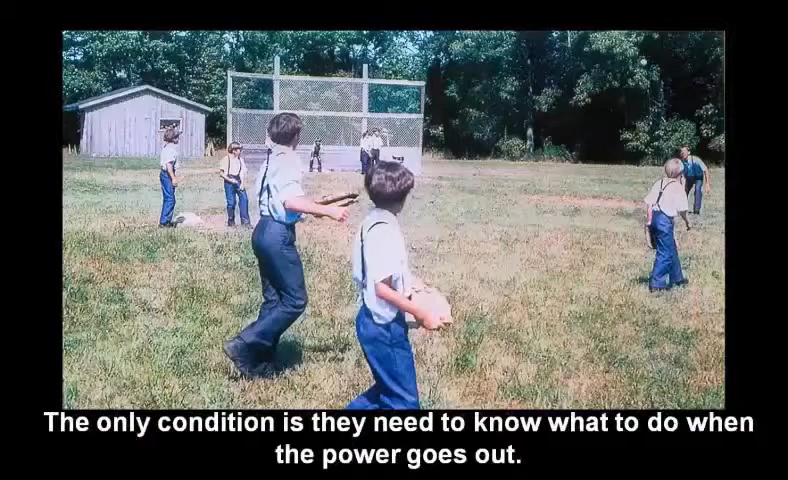 The only condition is they need to know what to do when
the power goes out.